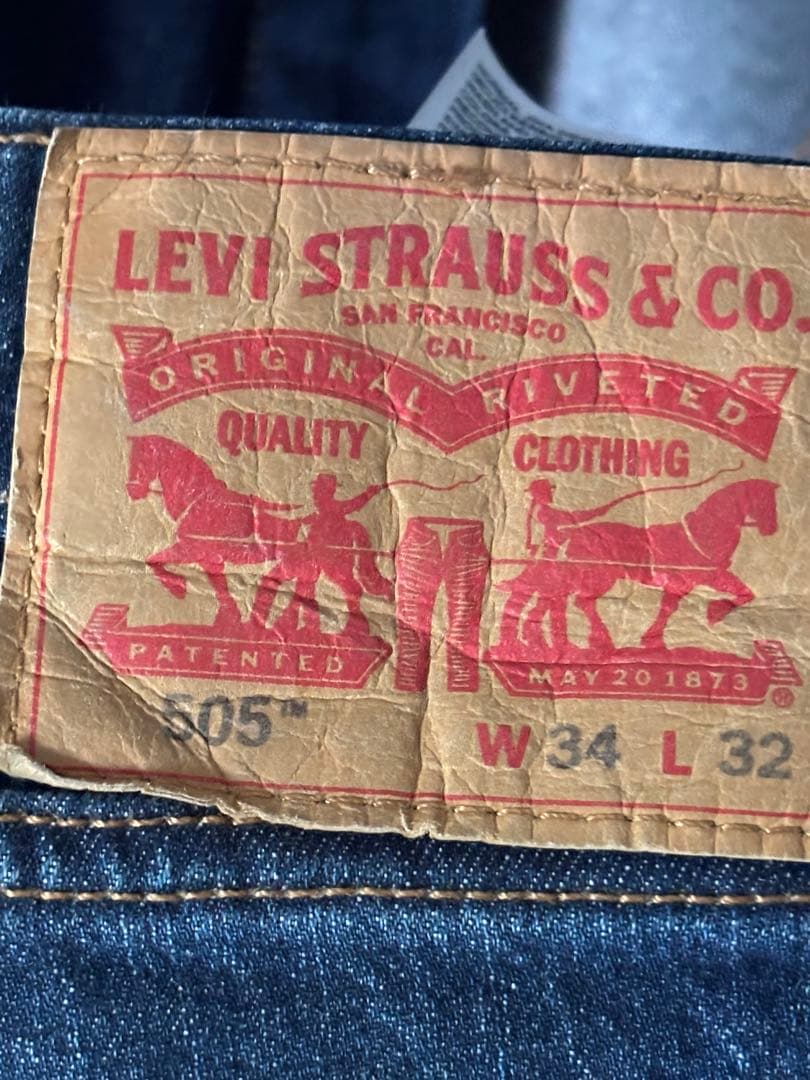 LEVI STRAUSS & CO.
SAN FRANCISCO
CAL.
ORIGINAL RIVETED
QUALITY CLOTHING
PATENTED MAY 20 1873 ®
505™
W 34 L 32